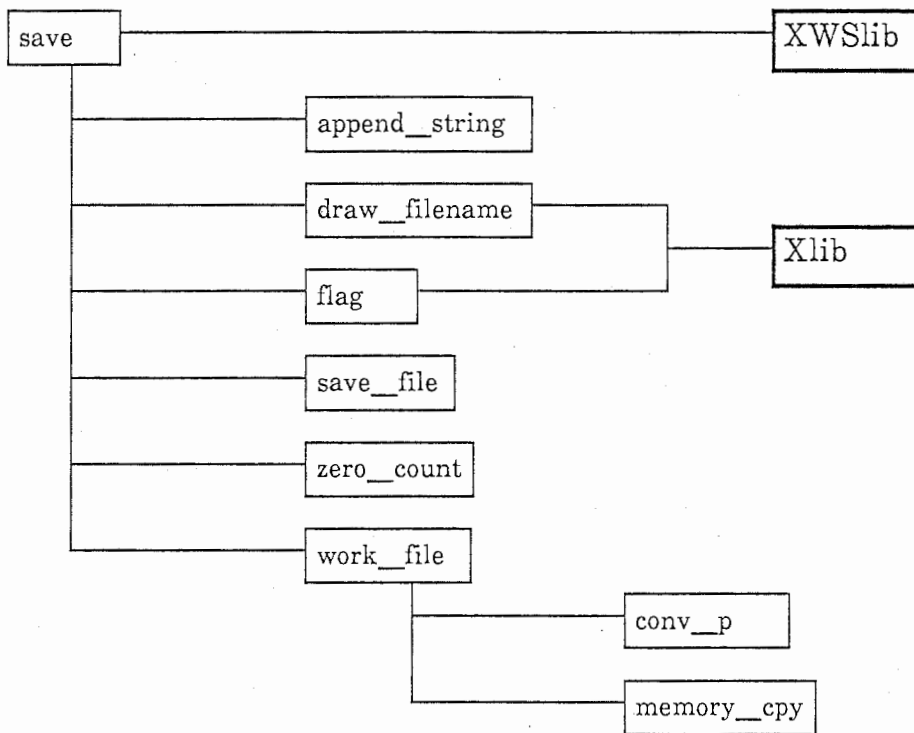 save
XWSlib
append__string
draw__filename
Xlib
flag
save__file
zero__count
work__file
conv__p
memory__cpy